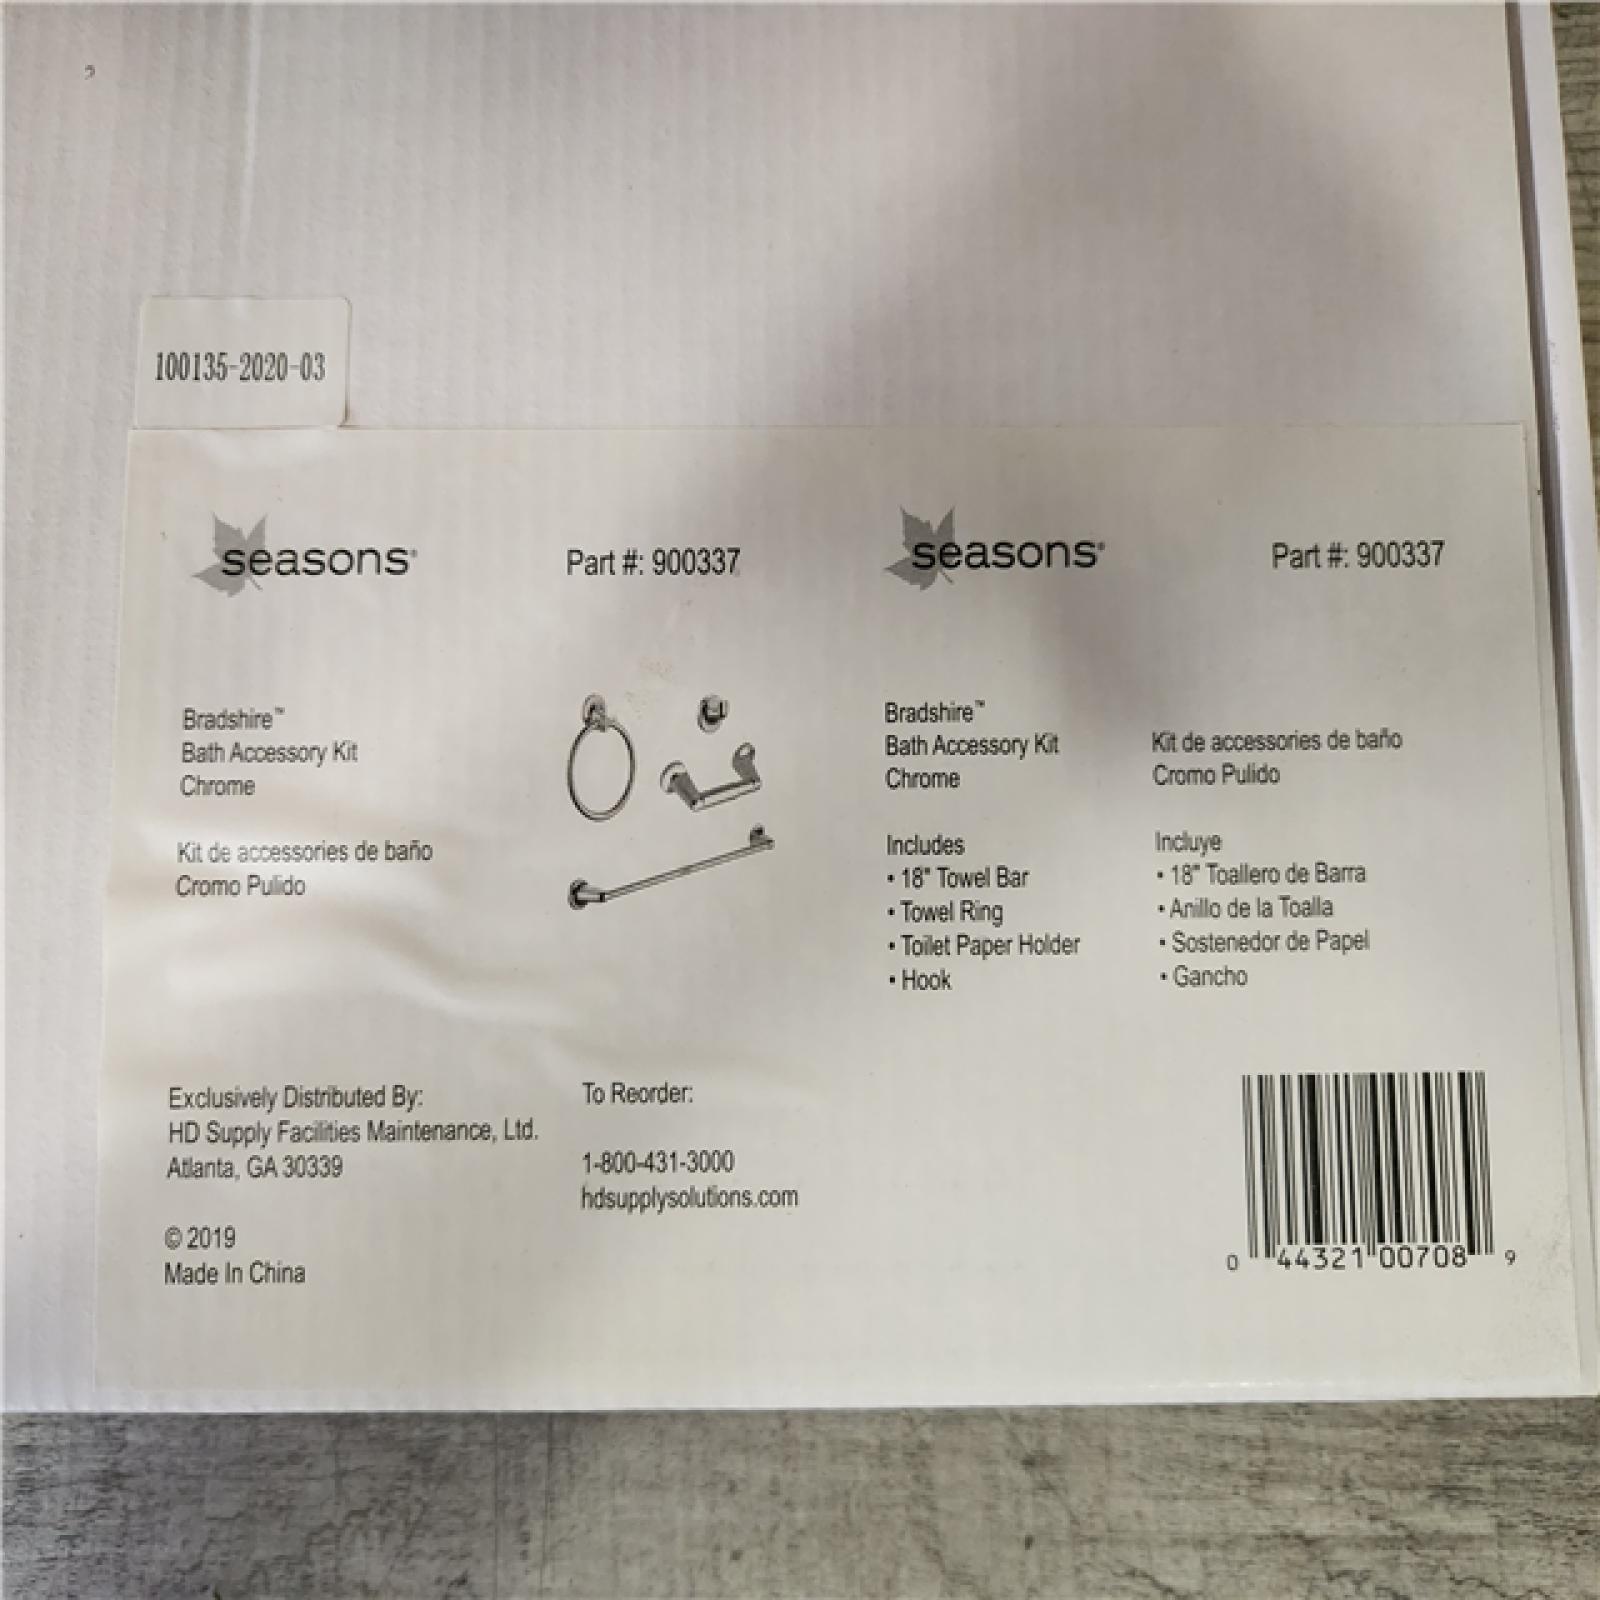 100135-2020-03
seasons®
Part #: 900337
Bradshire™
Bath Accessory Kit
Chrome
Kit de accessories de baño
Cromo Pulido
Exclusively Distributed By:
HD Supply Facilities Maintenance, Ltd.
Atlanta, GA 30339
© 2019
Made In China
To Reorder:
1-800-431-3000
hdsupplysolutions.com
seasons®
Part #: 900337
Bradshire™
Bath Accessory Kit
Chrome
Includes
• 18" Towel Bar
• Towel Ring
• Toilet Paper Holder
• Hook
Kit de accessories de baño
Cromo Pulido
Incluye
• 18" Toallero de Barra
• Anillo de la Toalla
• Sostenedor de Papel
• Gancho
0 44321 00708 9